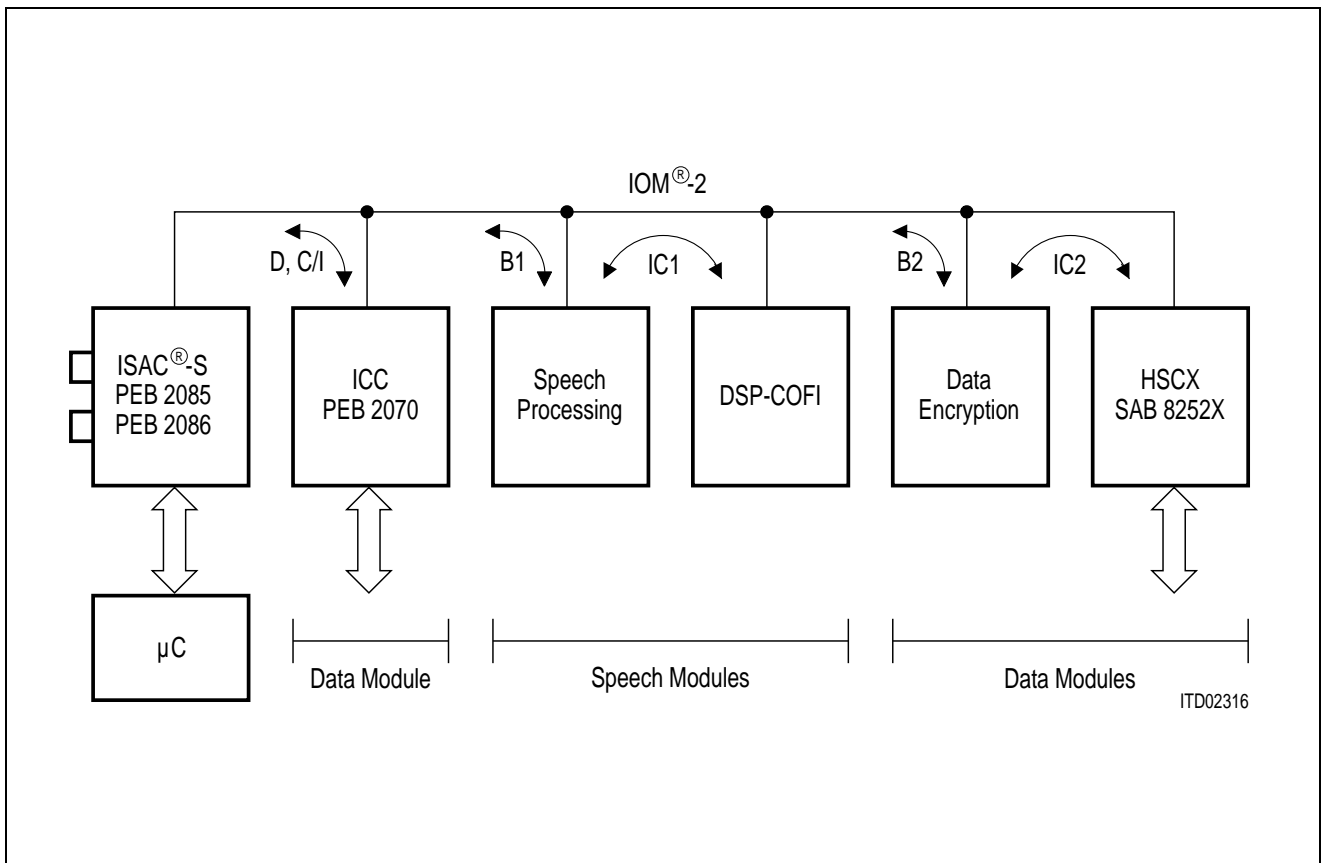 IOM®-2
D, C/I
B1
IC1
B2
IC2
ISAC®-S
PEB 2085
PEB 2086
ICC
PEB 2070
Speech
Processing
DSP-COFI
Data
Encryption
HSCX
SAB 8252X
µC
Data Module
Speech Modules
Data Modules
ITD02316